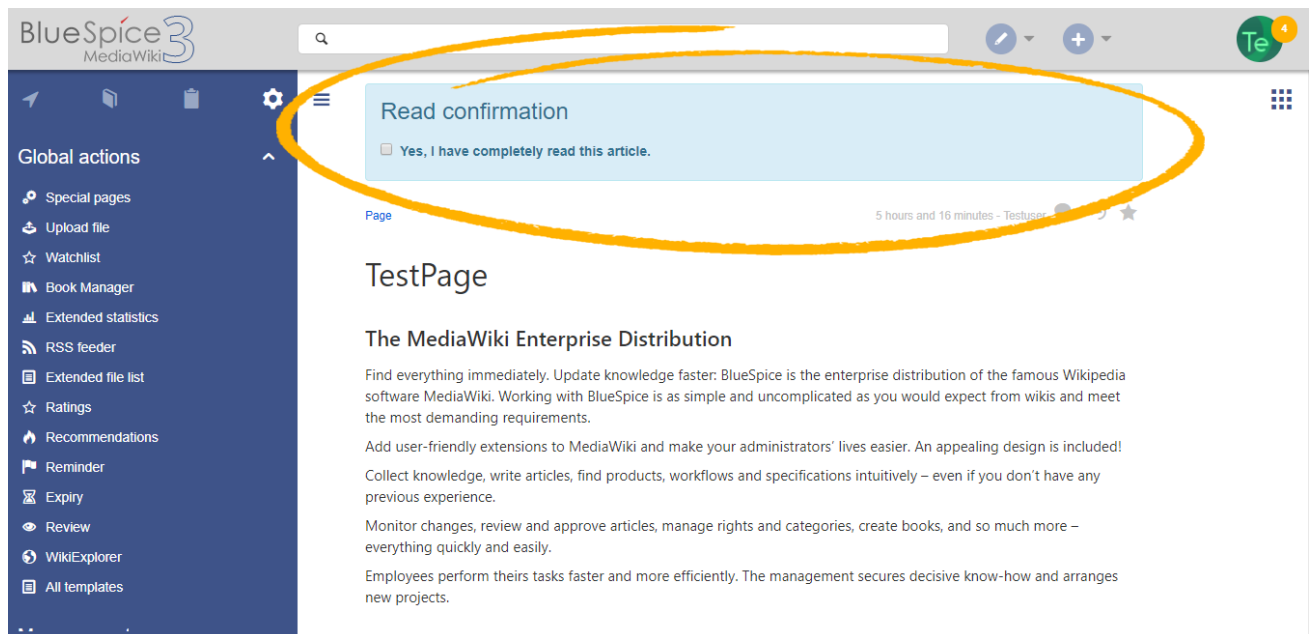 BlueSpice 3
MediaWiki
Te
4
Global actions
Special pages
Upload file
Watchlist
Book Manager
Extended statistics
RSS feeder
Extended file list
Ratings
Recommendations
Reminder
Expiry
Review
WikiExplorer
All templates
Read confirmation
Yes, I have completely read this article.
Page
5 hours and 16 minutes - Testuser
TestPage
The MediaWiki Enterprise Distribution
Find everything immediately. Update knowledge faster: BlueSpice is the enterprise distribution of the famous Wikipedia
software MediaWiki. Working with BlueSpice is as simple and uncomplicated as you would expect from wikis and meet
the most demanding requirements.
Add user-friendly extensions to MediaWiki and make your administrators’ lives easier. An appealing design is included!
Collect knowledge, write articles, find products, workflows and specifications intuitively – even if you don’t have any
previous experience.
Monitor changes, review and approve articles, manage rights and categories, create books, and so much more –
everything quickly and easily.
Employees perform theirs tasks faster and more efficiently. The management secures decisive know-how and arranges
new projects.